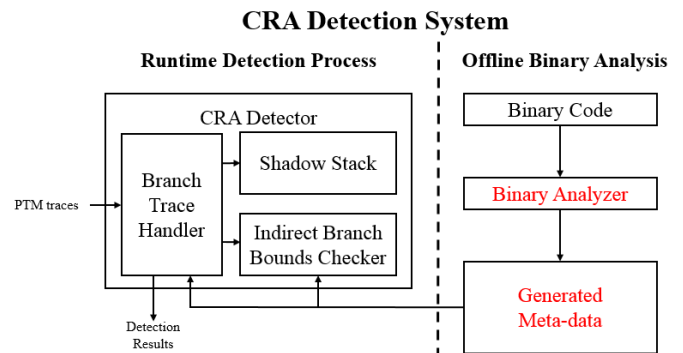 CRA Detection System
Runtime Detection Process
Offline Binary Analysis
CRA Detector
Branch
Trace
Handler
Shadow Stack
Indirect Branch
Bounds Checker
PTM traces
Detection
Results
Binary Code
Binary Analyzer
Generated
Meta-data